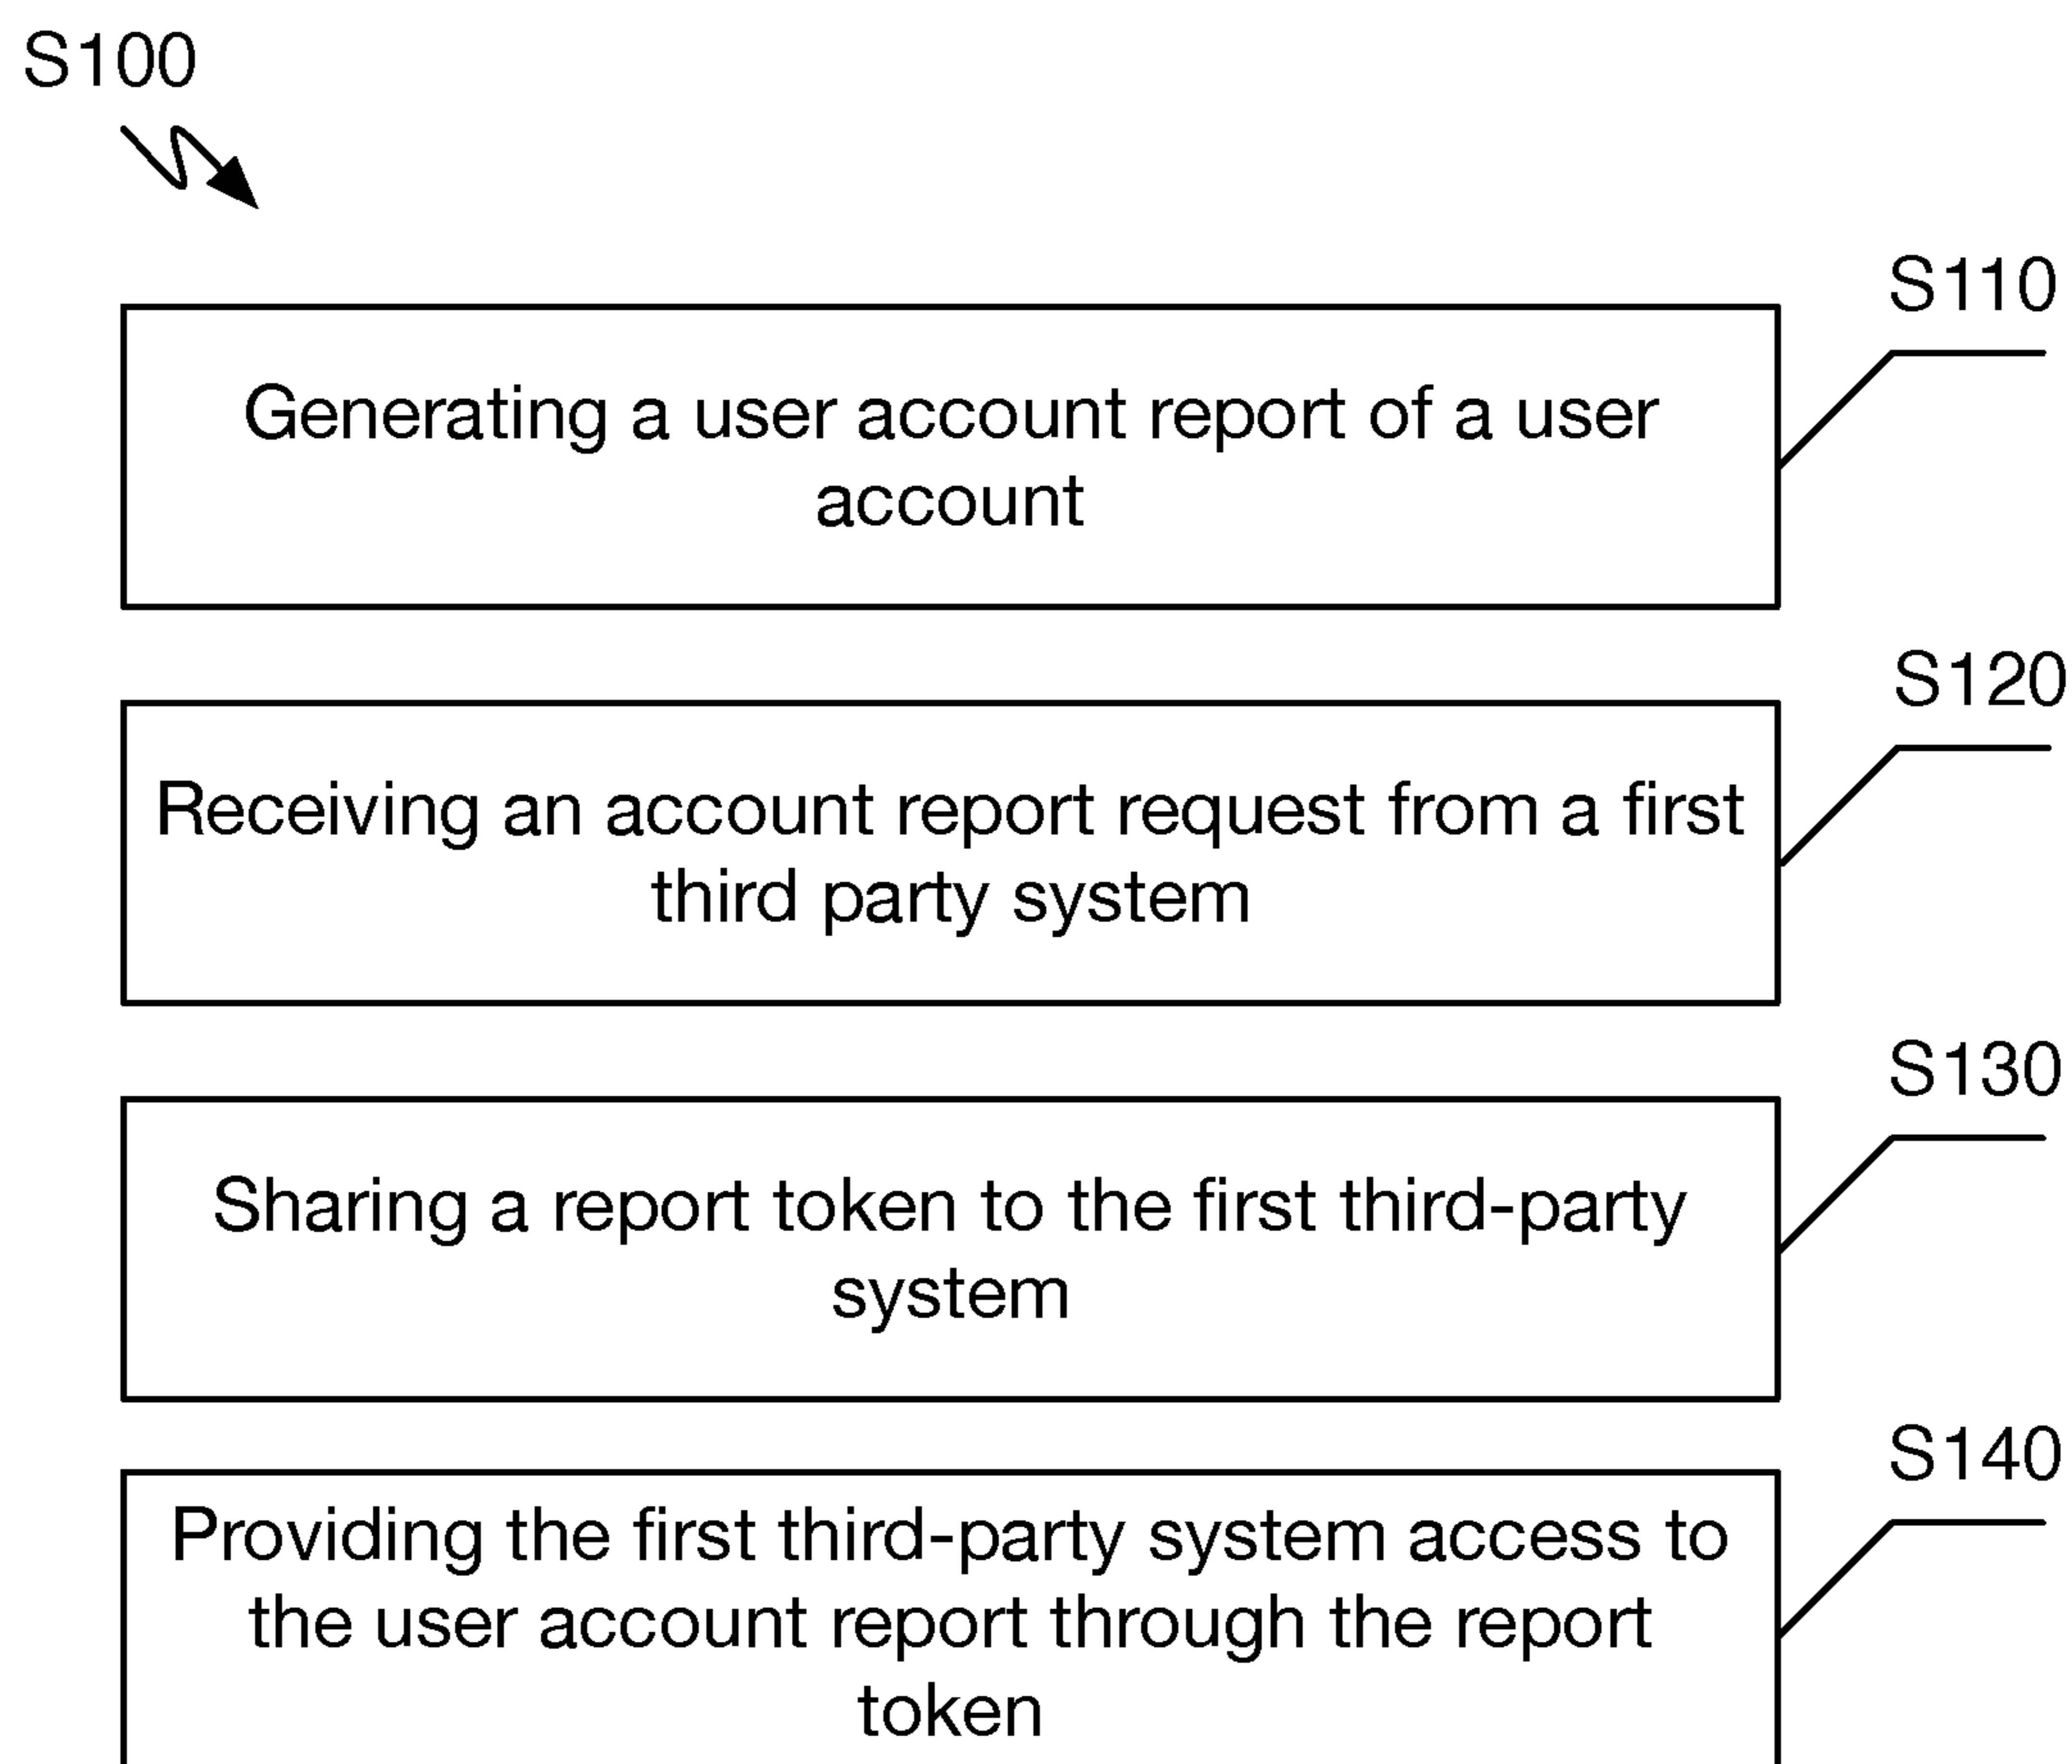 S100
S110
Generating a user account report of a user
account
S120
Receiving an account report request from a first
third party system
S130
Sharing a report token to the first third-party
system
S140
Providing the first third-party system access to
the user account report through the report
token